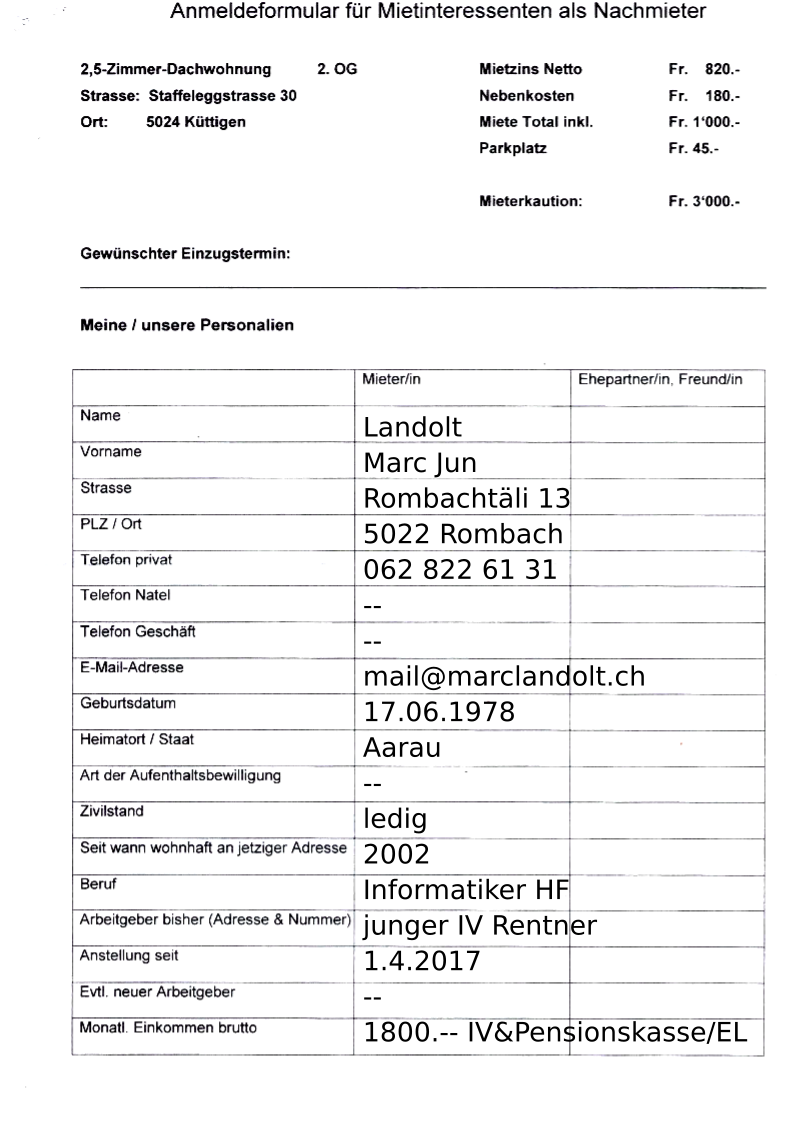 Anmeldeformular für Mietinteressenten als Nachmieter
2,5-Zimmer-Dachwohnung 2. OG Mietzins Netto Fr. 820.-
Strasse: Staffeleggstrasse 30 Nebenkosten Fr. 180.-
Ort: 5024 Küttigen Miete Total inkl. Fr. 1'000.-
Parkplatz Fr. 45.-
Mieterkaution: Fr. 3'000.-
Gewünschter Einzugstermin:
Meine / unsere Personalien
Mieter/in Ehepartner/in, Freund/in
Name Landolt
Vorname Marc Jun
Strasse Rombachtäli 13
PLZ / Ort 5022 Rombach
Telefon privat 062 822 61 31
Telefon Natel --
Telefon Geschäft --
E-Mail-Adresse mail@marclandolt.ch
Geburtsdatum 17.06.1978
Heimatort / Staat Aarau
Art der Aufenthaltsbewilligung --
Zivilstand ledig
Seit wann wohnhaft an jetziger Adresse 2002
Beruf Informatiker HF
Arbeitgeber bisher (Adresse & Nummer) junger IV Rentner
Anstellung seit 1.4.2017
Evtl. neuer Arbeitgeber --
Monatl. Einkommen brutto 1800.-- IV&Pensionskasse/EL